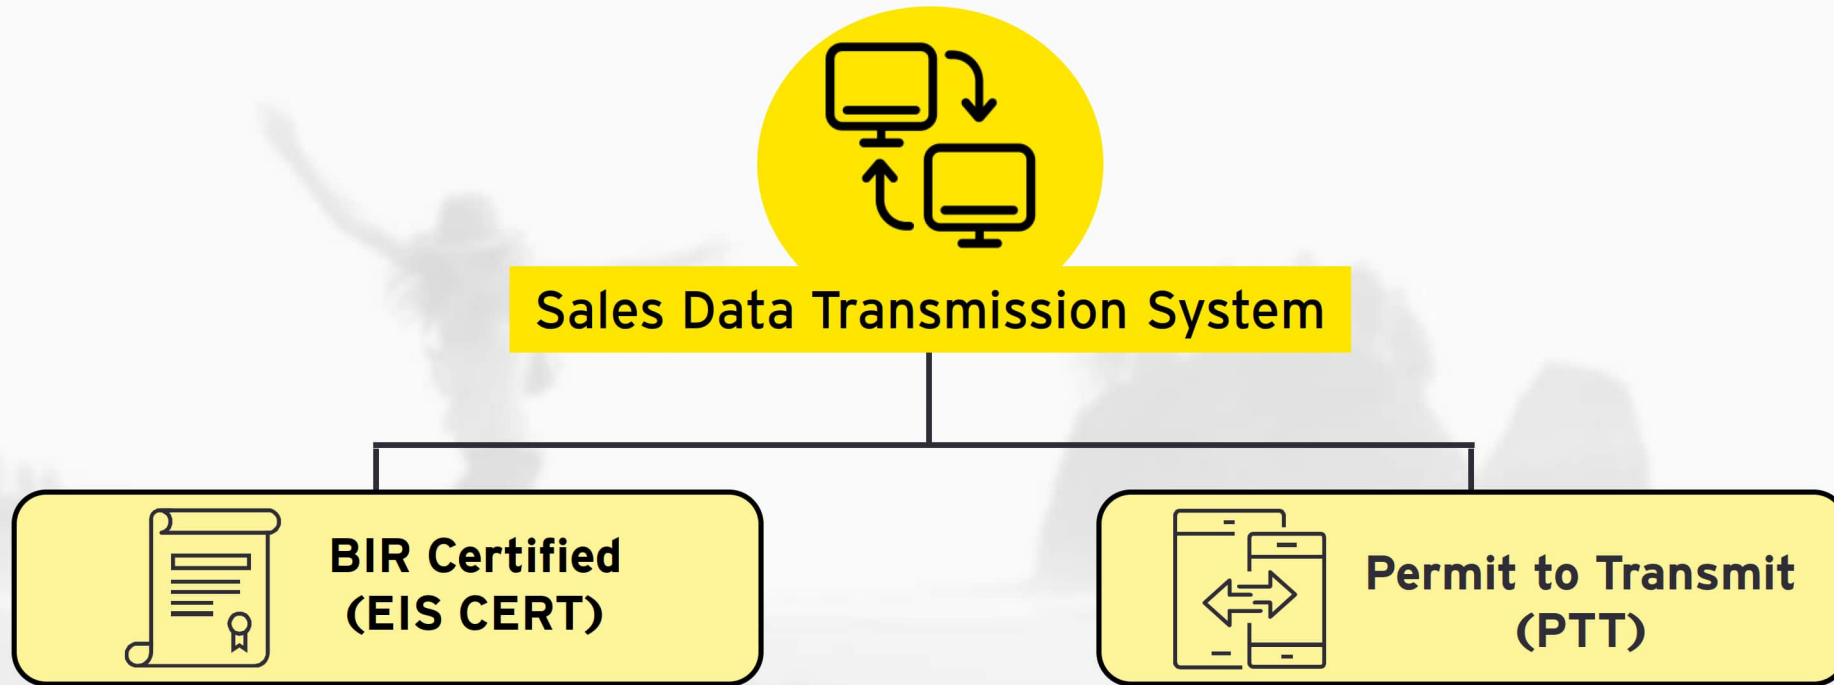 Sales Data Transmission System
BIR Certified
(EIS CERT)
Permit to Transmit
(PTT)